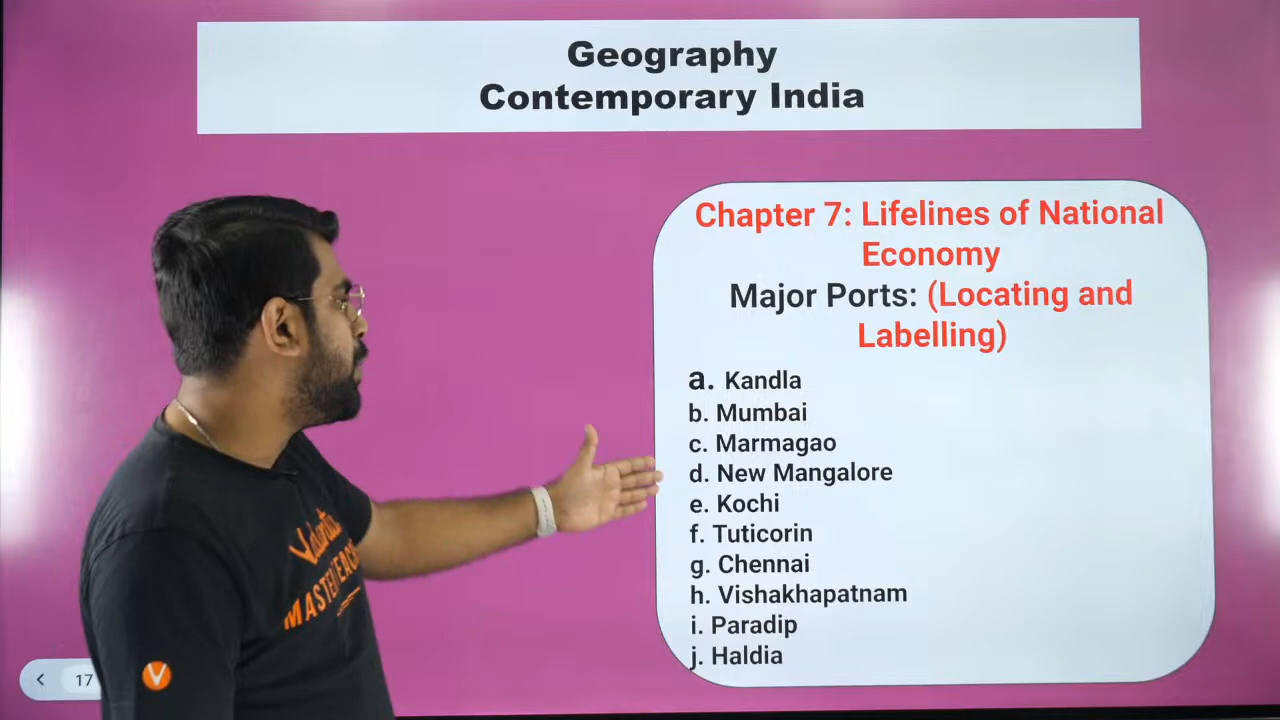 Geography
Contemporary India
Chapter 7: Lifelines of National
Economy
Major Ports: (Locating and
Labelling)
a. Kandla
b. Mumbai
c. Marmagao
d. New Mangalore
e. Kochi
f. Tuticorin
g. Chennai
h. Vishakhapatnam
i. Paradip
j. Haldia
17
V